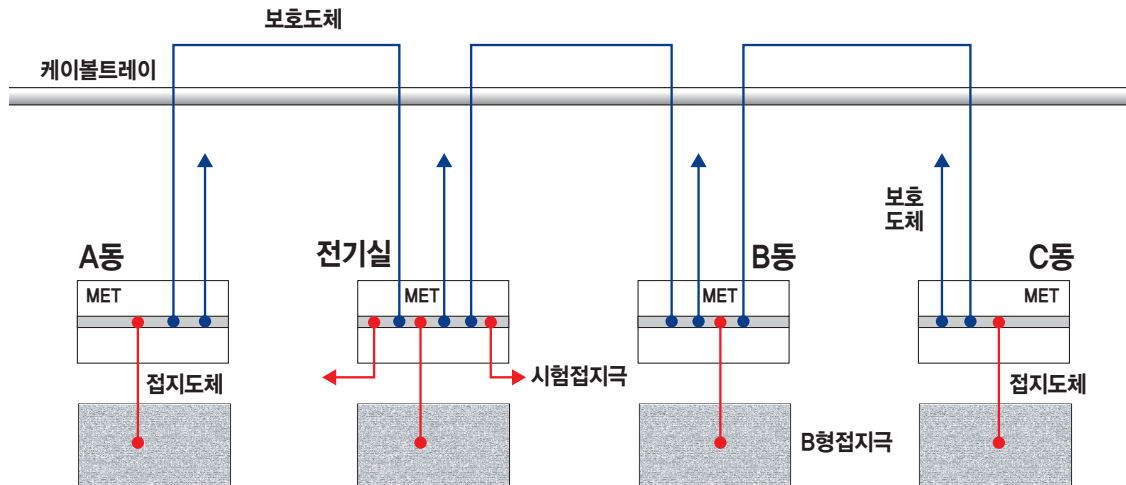 보호도체
케이볼트레이
보호
도체
A동
전기실
B동
C동
MET
MET
MET
MET
접지도체
시험접지극
접지도체
B형접지극